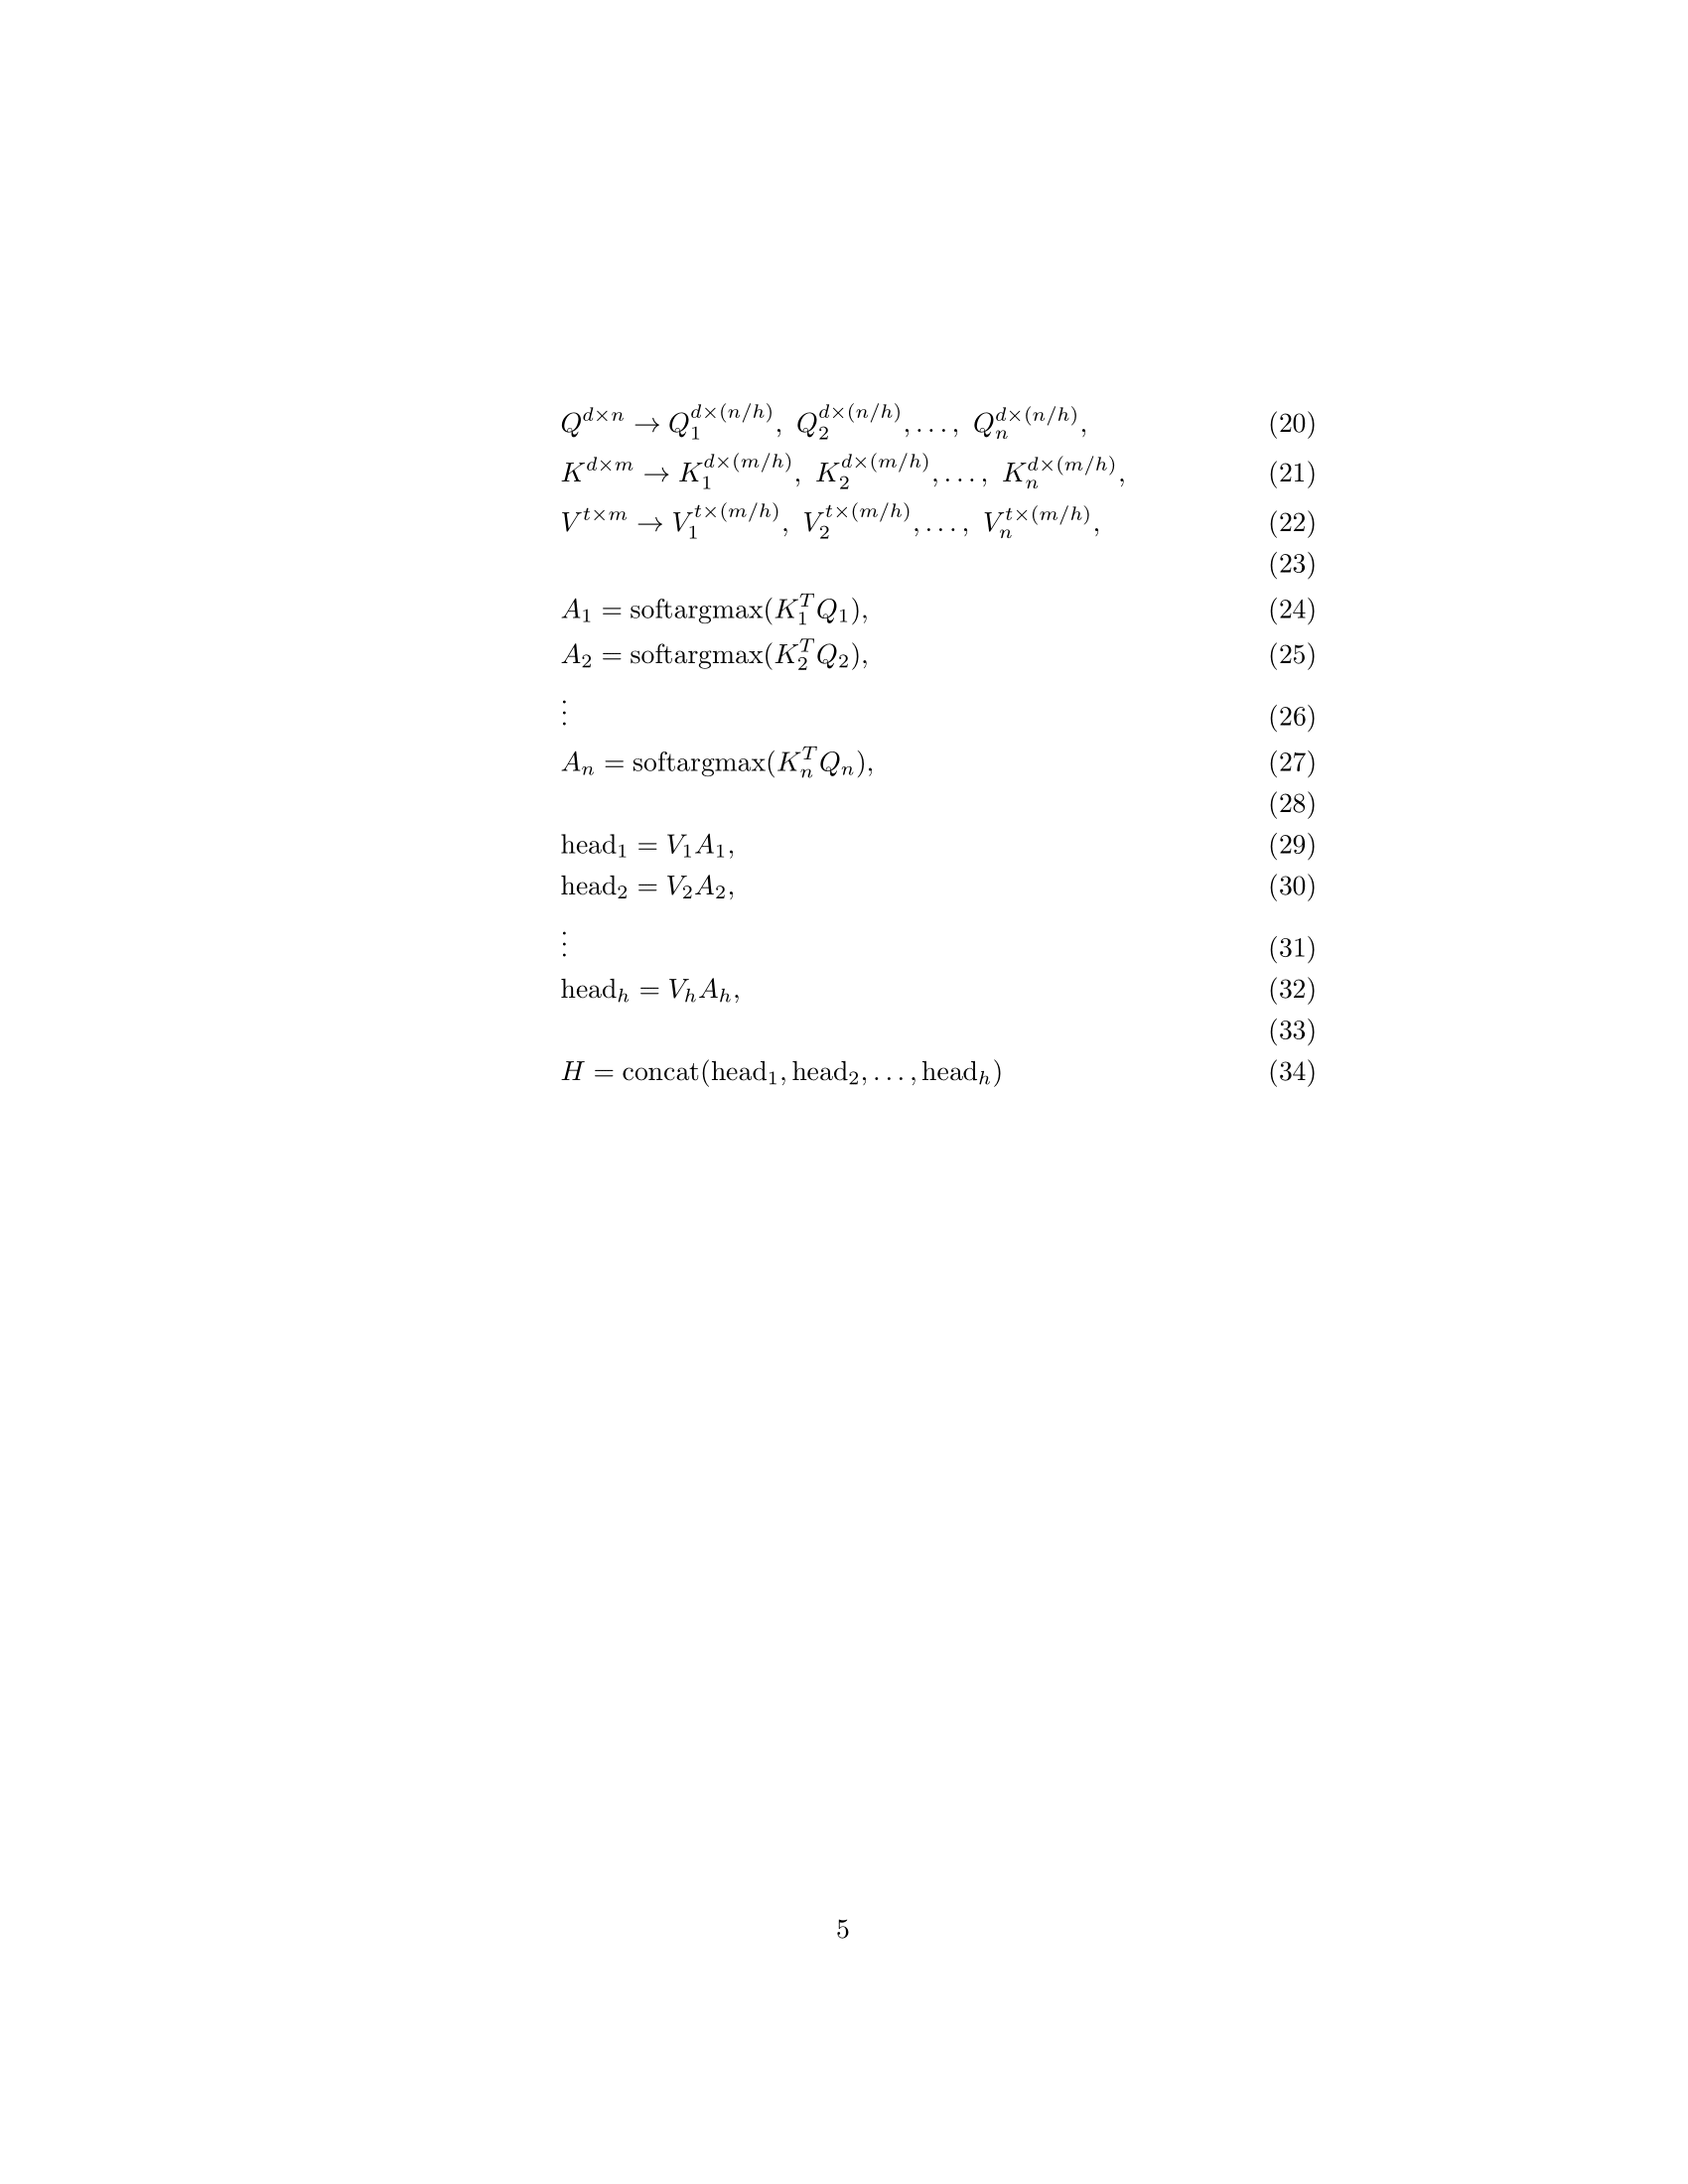 $Q^{d\times n} \to Q_1^{d\times(n/h)},\ Q_2^{d\times(n/h)}, \ldots,\ Q_n^{d\times(n/h)},$ (20)
$K^{d\times m} \to K_1^{d\times(m/h)},\ K_2^{d\times(m/h)}, \ldots,\ K_n^{d\times(m/h)},$ (21)
$V^{t\times m} \to V_1^{t\times(m/h)},\ V_2^{t\times(m/h)}, \ldots,\ V_n^{t\times(m/h)},$ (22)
(23)
$A_1 = \text{softargmax}(K_1^T Q_1),$ (24)
$A_2 = \text{softargmax}(K_2^T Q_2),$ (25)
$\vdots$ (26)
$A_n = \text{softargmax}(K_n^T Q_n),$ (27)
(28)
$\text{head}_1 = V_1 A_1,$ (29)
$\text{head}_2 = V_2 A_2,$ (30)
$\vdots$ (31)
$\text{head}_h = V_h A_h,$ (32)
(33)
$H = \text{concat}(\text{head}_1, \text{head}_2, \ldots, \text{head}_h)$ (34)
5